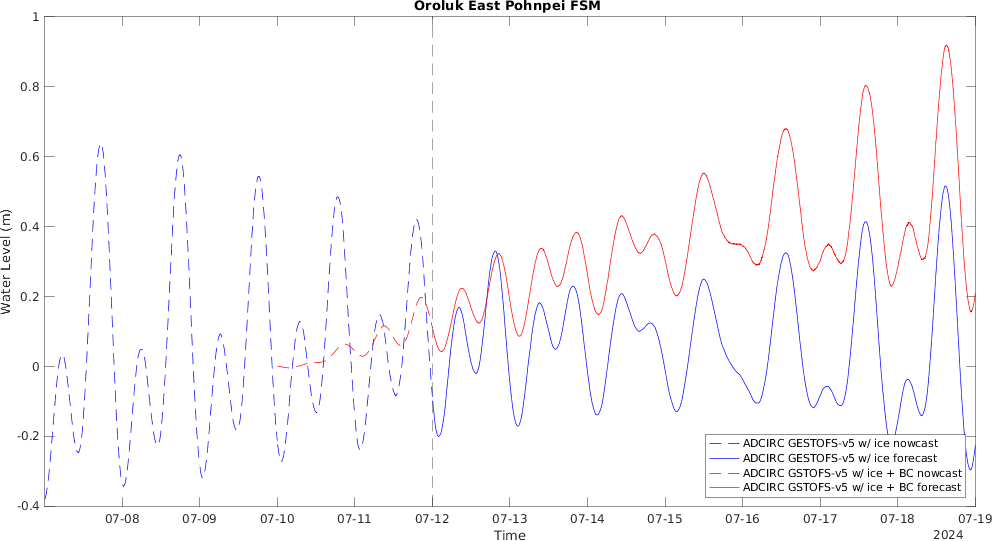 Oroluk East Pohnpei FSM
Water Level (m)
1
0.8
0.6
0.4
0.2
0
-0.2
-0.4
ADCIRC GESTOFS-v5 w/ ice nowcast
ADCIRC GESTOFS-v5 w/ ice forecast
ADCIRC GSTOFS-v5 w/ ice + BC nowcast
ADCIRC GSTOFS-v5 w/ ice + BC forecast
07-08 07-09 07-10 07-11 07-12 07-13 07-14 07-15 07-16 07-17 07-18 07-19
Time
2024